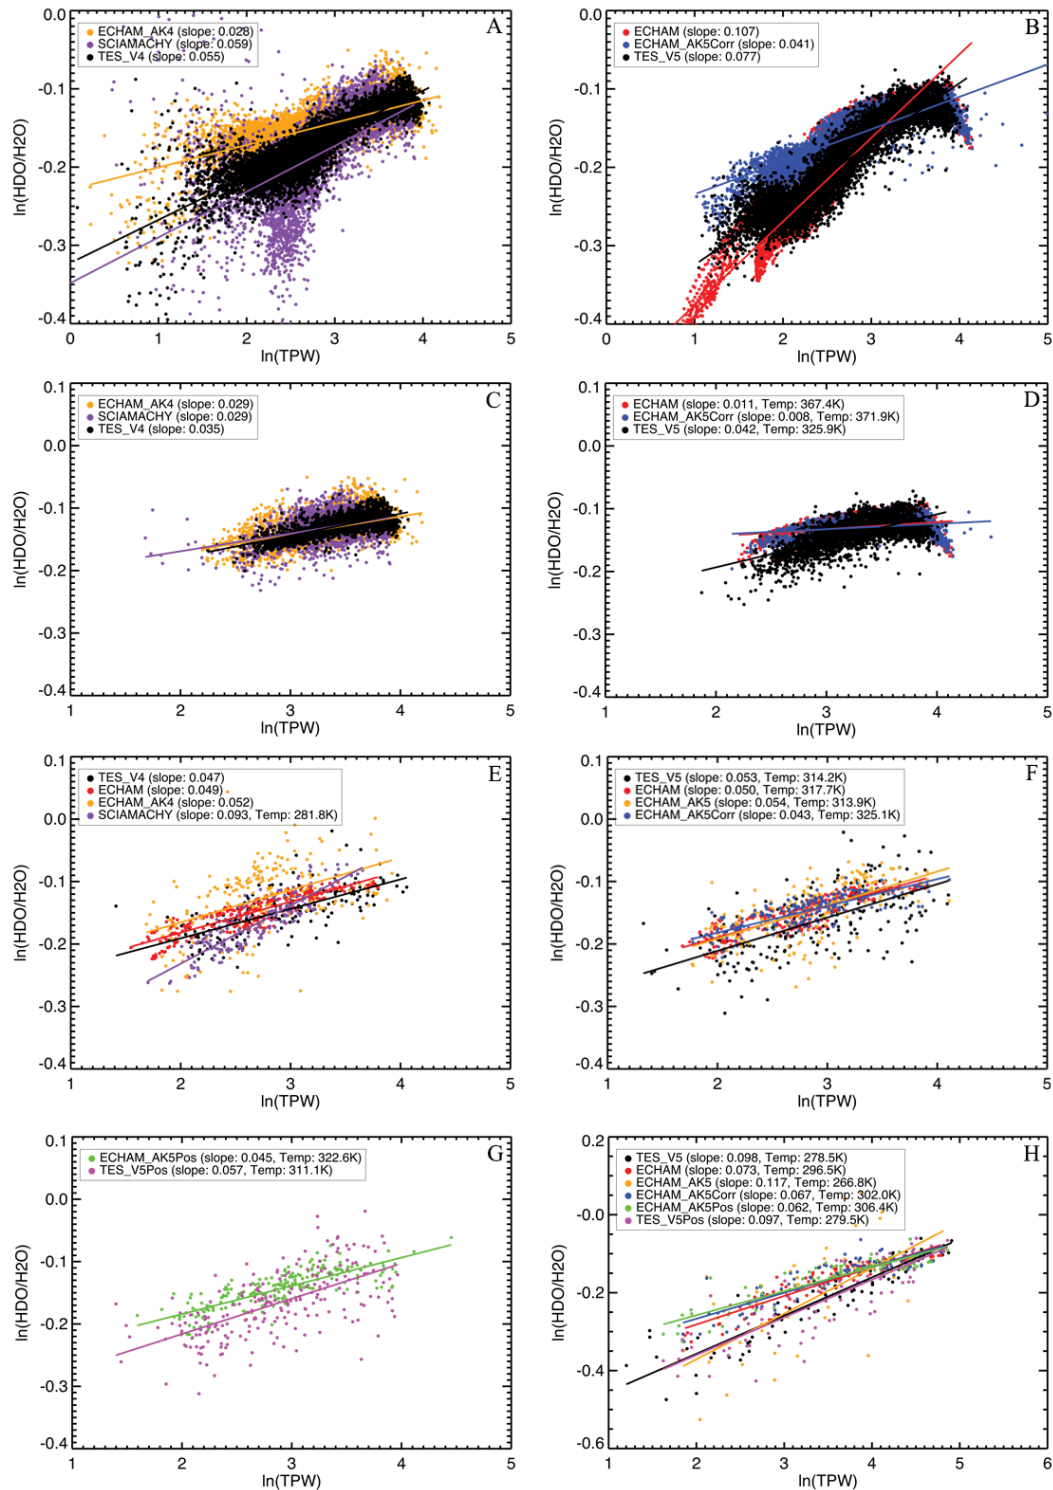 A
ECHAM_AK4 (slope: 0.028)
SCIAMACHY (slope: 0.059)
TES_V4 (slope: 0.055)
ln(HDO/H2O)
0.0
-0.1
-0.2
-0.3
-0.4
0 1 2 3 4 5
ln(TPW)
B
ECHAM (slope: 0.107)
ECHAM_AK5Corr (slope: 0.041)
TES_V5 (slope: 0.077)
ln(HDO/H2O)
0.0
-0.1
-0.2
-0.3
-0.4
0 1 2 3 4 5
ln(TPW)
C
ECHAM_AK4 (slope: 0.029)
SCIAMACHY (slope: 0.029)
TES_V4 (slope: 0.035)
ln(HDO/H2O)
0.1
0.0
-0.1
-0.2
-0.3
-0.4
1 2 3 4 5
ln(TPW)
D
ECHAM (slope: 0.011, Temp: 367.4K)
ECHAM_AK5Corr (slope: 0.008, Temp: 371.9K)
TES_V5 (slope: 0.042, Temp: 325.9K)
ln(HDO/H2O)
0.1
0.0
-0.1
-0.2
-0.3
-0.4
1 2 3 4 5
ln(TPW)
E
TES_V4 (slope: 0.047)
ECHAM (slope: 0.049)
ECHAM_AK4 (slope: 0.052)
SCIAMACHY (slope: 0.093, Temp: 281.8K)
ln(HDO/H2O)
0.1
0.0
-0.1
-0.2
-0.3
-0.4
1 2 3 4 5
ln(TPW)
F
TES_V5 (slope: 0.053, Temp: 314.2K)
ECHAM (slope: 0.050, Temp: 317.7K)
ECHAM_AK5 (slope: 0.054, Temp: 313.9K)
ECHAM_AK5Corr (slope: 0.043, Temp: 325.1K)
ln(HDO/H2O)
0.1
0.0
-0.1
-0.2
-0.3
-0.4
1 2 3 4 5
ln(TPW)
G
ECHAM_AK5Pos (slope: 0.045, Temp: 322.6K)
TES_V5Pos (slope: 0.057, Temp: 311.1K)
ln(HDO/H2O)
0.1
0.0
-0.1
-0.2
-0.3
-0.4
1 2 3 4 5
ln(TPW)
H
TES_V5 (slope: 0.098, Temp: 278.5K)
ECHAM (slope: 0.073, Temp: 296.5K)
ECHAM_AK5 (slope: 0.117, Temp: 266.8K)
ECHAM_AK5Corr (slope: 0.067, Temp: 302.0K)
ECHAM_AK5Pos (slope: 0.062, Temp: 306.4K)
TES_V5Pos (slope: 0.097, Temp: 279.5K)
ln(HDO/H2O)
0.2
-0.0
-0.2
-0.4
-0.6
1 2 3 4 5 6
ln(TPW)